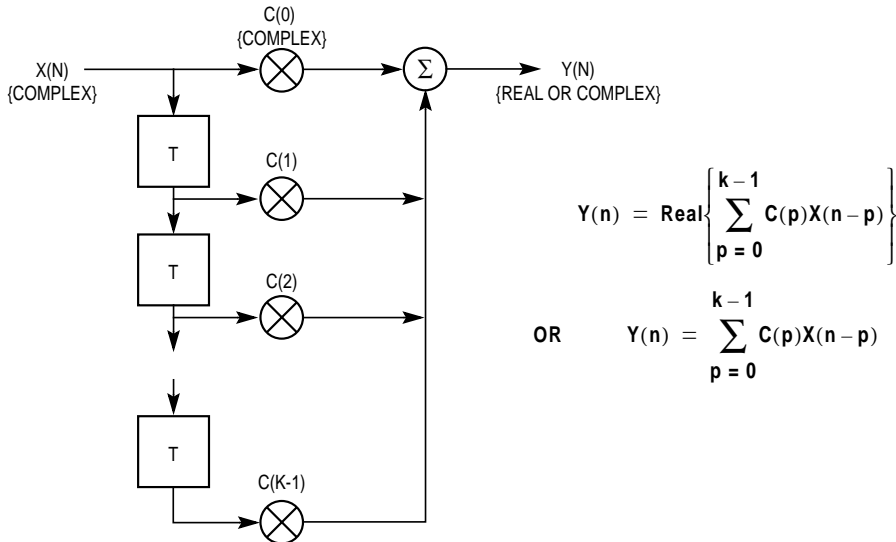 C(0)
{COMPLEX}
X(N)
{COMPLEX}
Σ
Y(N)
{REAL OR COMPLEX}
T
C(1)
T
C(2)
T
C(K-1)
k – 1
Y(n) = Real{∑ C(p)X(n – p)}
p = 0
k – 1
OR Y(n) = ∑ C(p)X(n – p)
p = 0